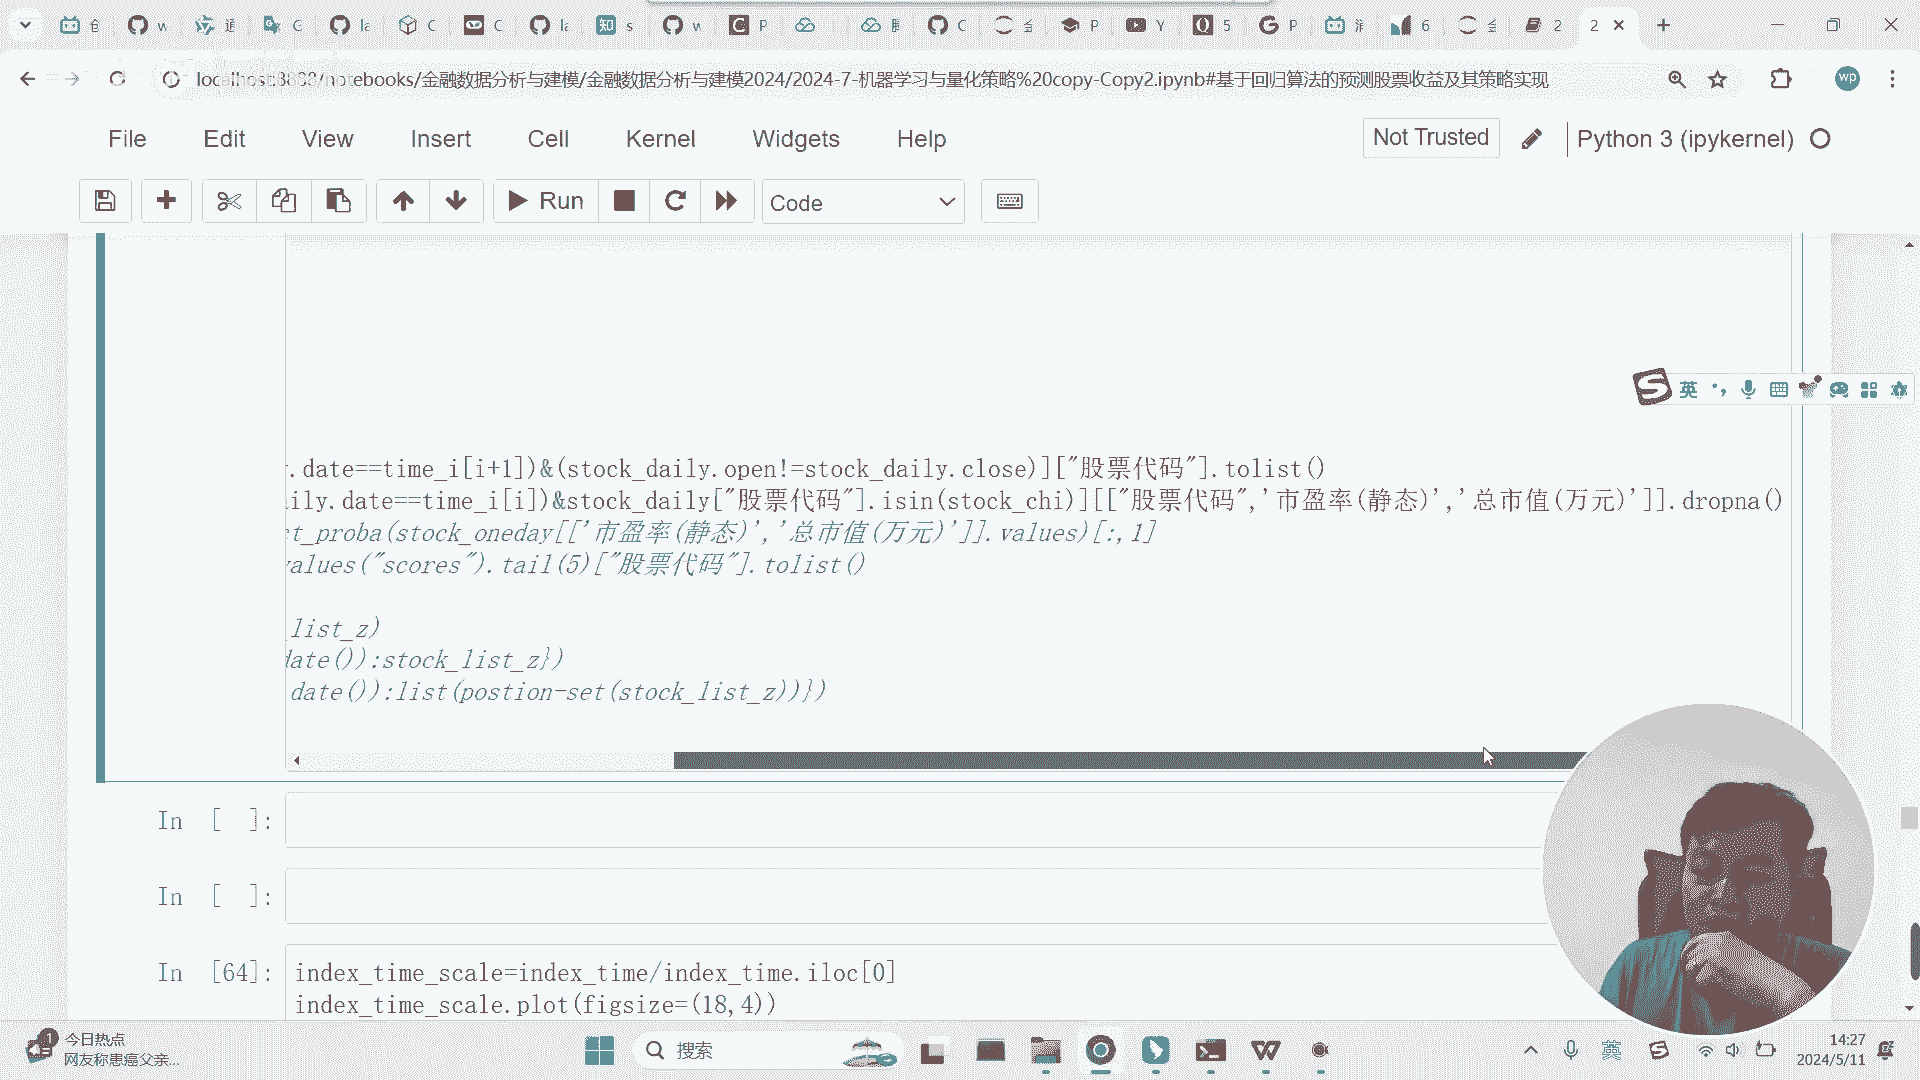 localhost:8888/notebooks/金融数据分析与建模/金融数据分析与建模2024/2024-7-机器学习与量化策略%20copy-Copy2.ipynb#基于回归算法的预测股票收益及其策略实现
wp
File Edit View Insert Cell Kernel Widgets Help
Not Trusted
Python 3 (ipykernel)
Run
Code
英
.date==time_i[i+1])&(stock_daily.open!=stock_daily.close)]["股票代码"].tolist()
ily.date==time_i[i])&stock_daily["股票代码"].isin(stock_chi)][["股票代码",'市盈率(静态)','总市值(万元)']].dropna()
ct_proba(stock_oneday[['市盈率(静态)','总市值(万元)']].values)[:,1]
values("scores").tail(5)["股票代码"].tolist()
_list_z)
date()):stock_list_z})
date()):list(postion-set(stock_list_z))})
In [ ]:
In [ ]:
In [64]:
index_time_scale=index_time/index_time.iloc[0]
index_time_scale.plot(figsize=(18,4))
1
今日热点
网友称患癌父亲...
搜索
英
14:27
2024/5/11